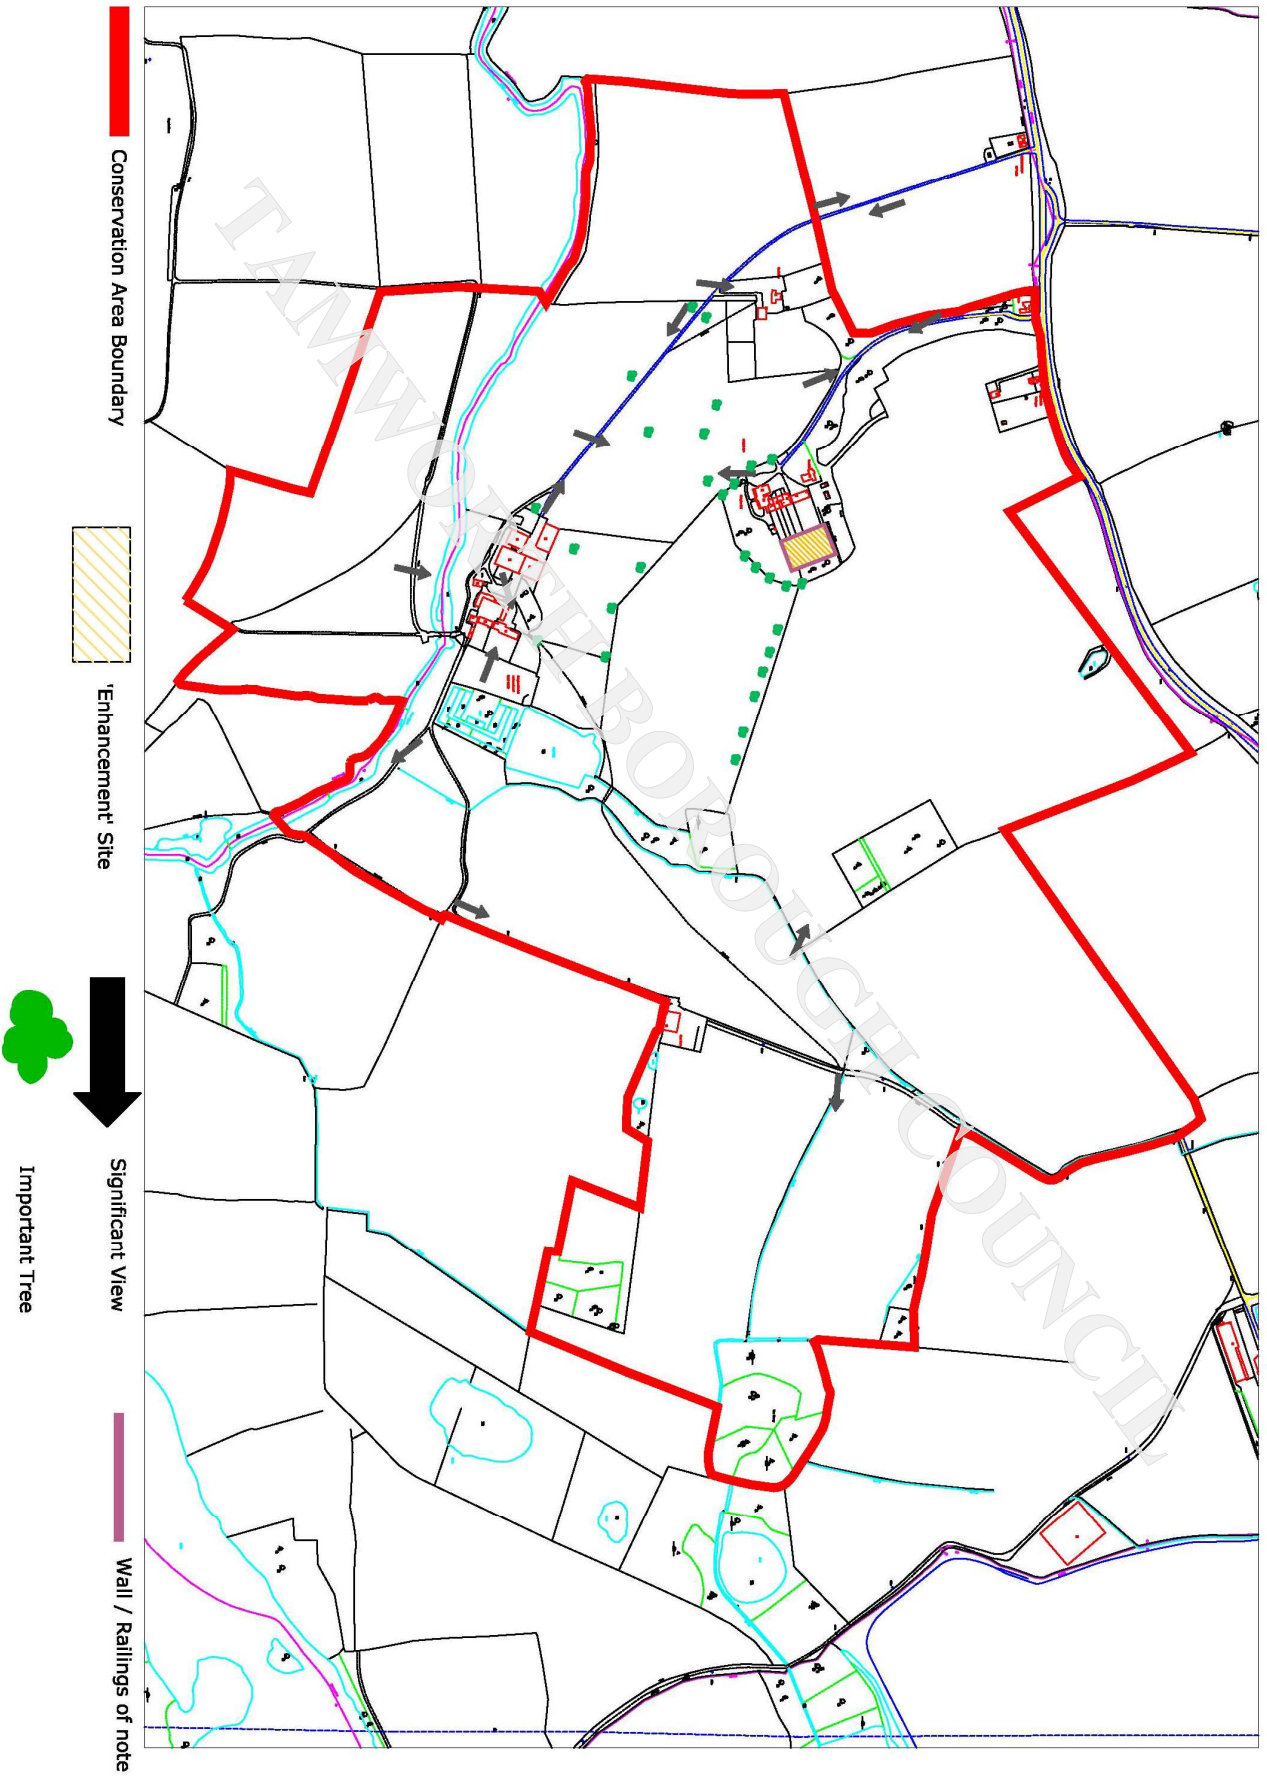 TAMWORTH BOROUGH COUNCIL
Conservation Area Boundary
'Enhancement' Site
Significant View
Important Tree
Wall / Railings of note